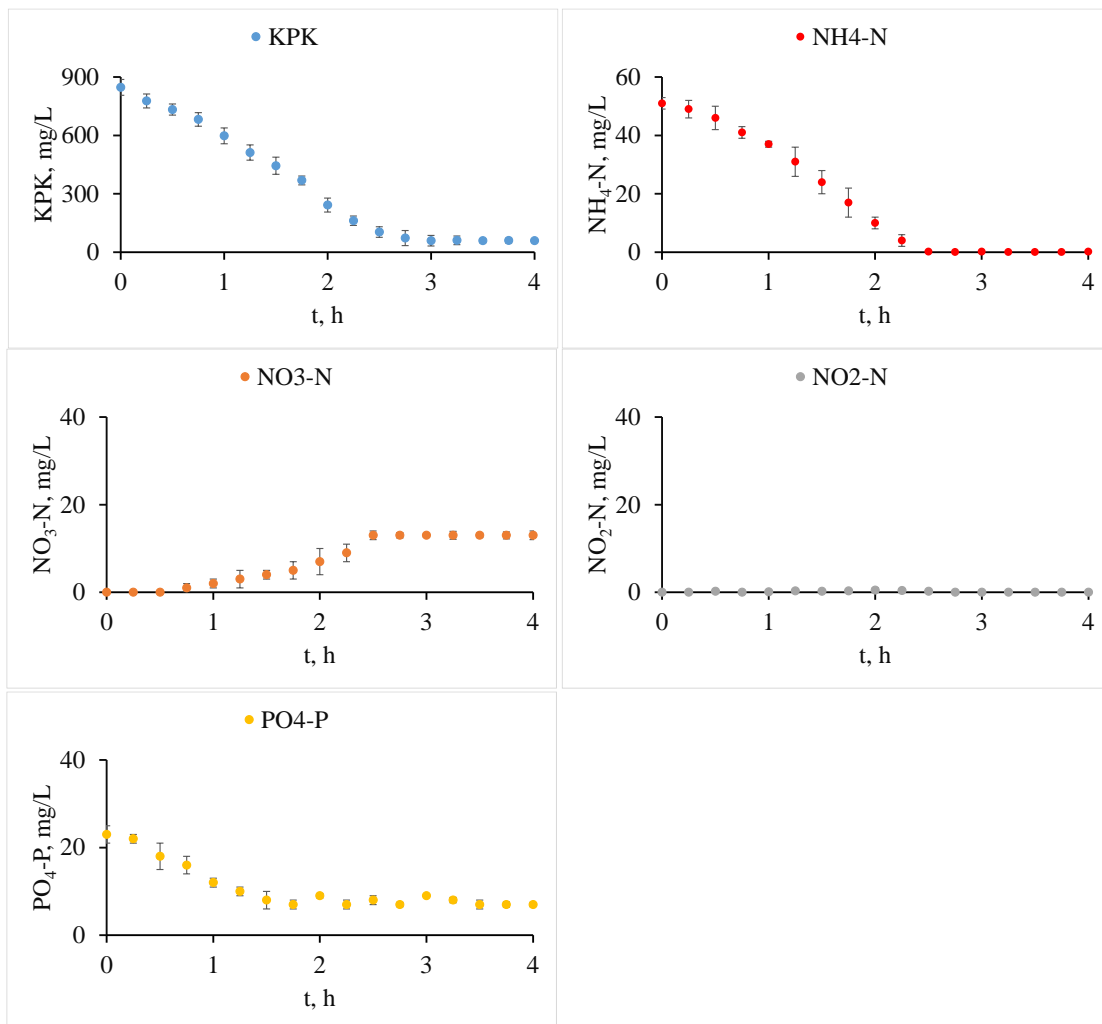 KPK
KPK, mg/L
900
600
300
0
0 1 2 3 4
t, h
NH4-N
NH₄-N, mg/L
60
40
20
0
0 1 2 3 4
t, h
NO3-N
NO₃-N, mg/L
40
20
0
0 1 2 3 4
t, h
NO2-N
NO₂-N, mg/L
40
20
0
0 1 2 3 4
t, h
PO4-P
PO₄-P, mg/L
40
20
0
0 1 2 3 4
t, h